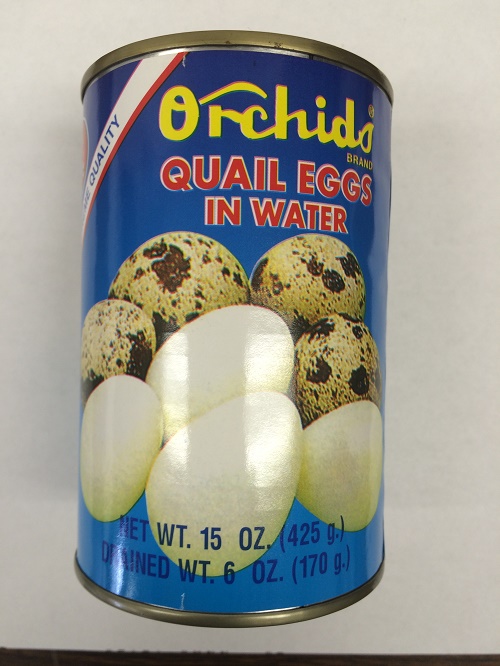 QUALITY
Orchids®
BRAND
QUAIL EGGS
IN WATER
NET WT. 15 OZ. (425 g.)
DRAINED WT. 6 OZ. (170 g.)